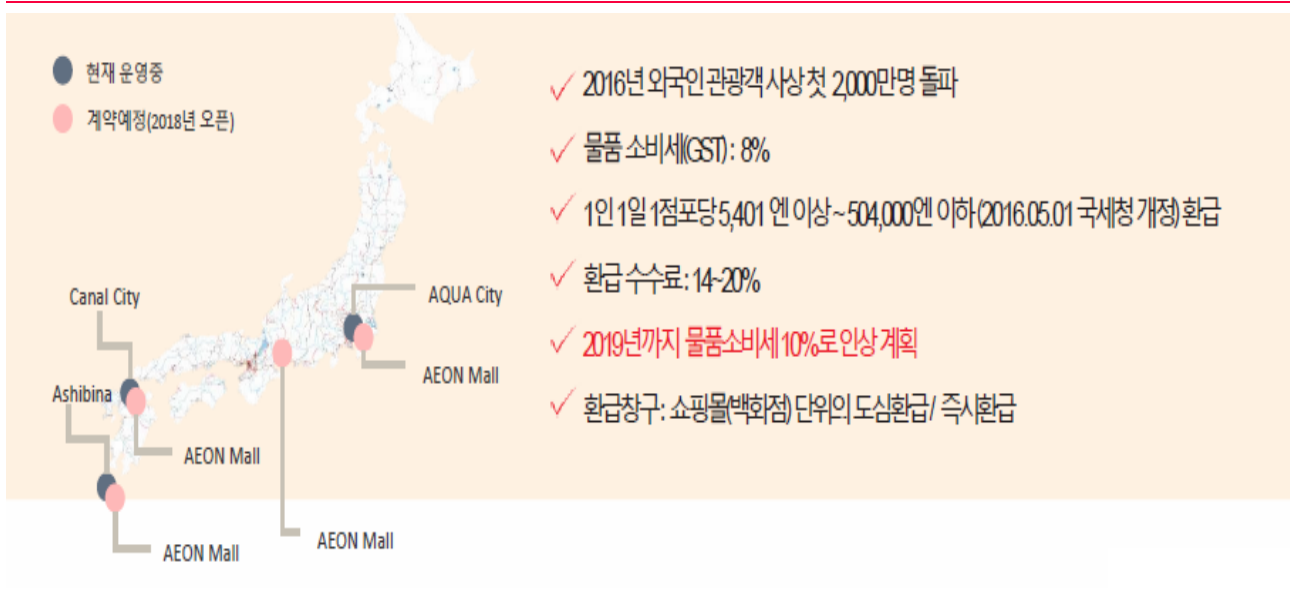 현재 운영중
계약예정(2018년 오픈)
Canal City
Ashibina
AQUA City
AEON Mall
AEON Mall
AEON Mall
AEON Mall
2016년 외국인 관광객 사상 첫 2,000만명 돌파
물품 소비세(GST) : 8%
1인 1일 1점포당 5,401 엔 이상 ~ 504,000엔 이하 (2016.05.01 국세청 개정) 환급
환급 수수료 : 14~20%
2019년까지 물품소비세 10%로 인상 계획
환급창구 : 쇼핑몰(백화점) 단위의 도심환급 / 즉시환급